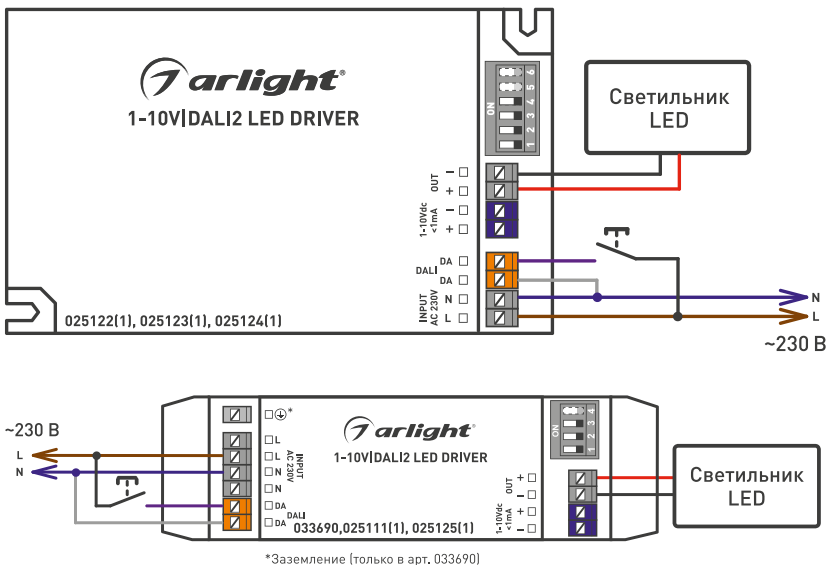 arlight®
1-10V|DALI2 LED DRIVER
ON
1 2 3 4 5 6
Светильник
LED
OUT
−
+
1-10Vdc
<1mA
−
+
DALI
DA
DA
INPUT
AC 230V
N
L
025122(1), 025123(1), 025124(1)
N
L
~230 В
~230 В
L
N
*
L
L
N
N
INPUT
AC 230V
DA
DA
DALI
arlight®
1-10V|DALI2 LED DRIVER
033690,025111(1), 025125(1)
ON
1 2 3 4
OUT
+
−
1-10Vdc
<1mA
+
−
Светильник
LED
*Заземление (только в арт. 033690)